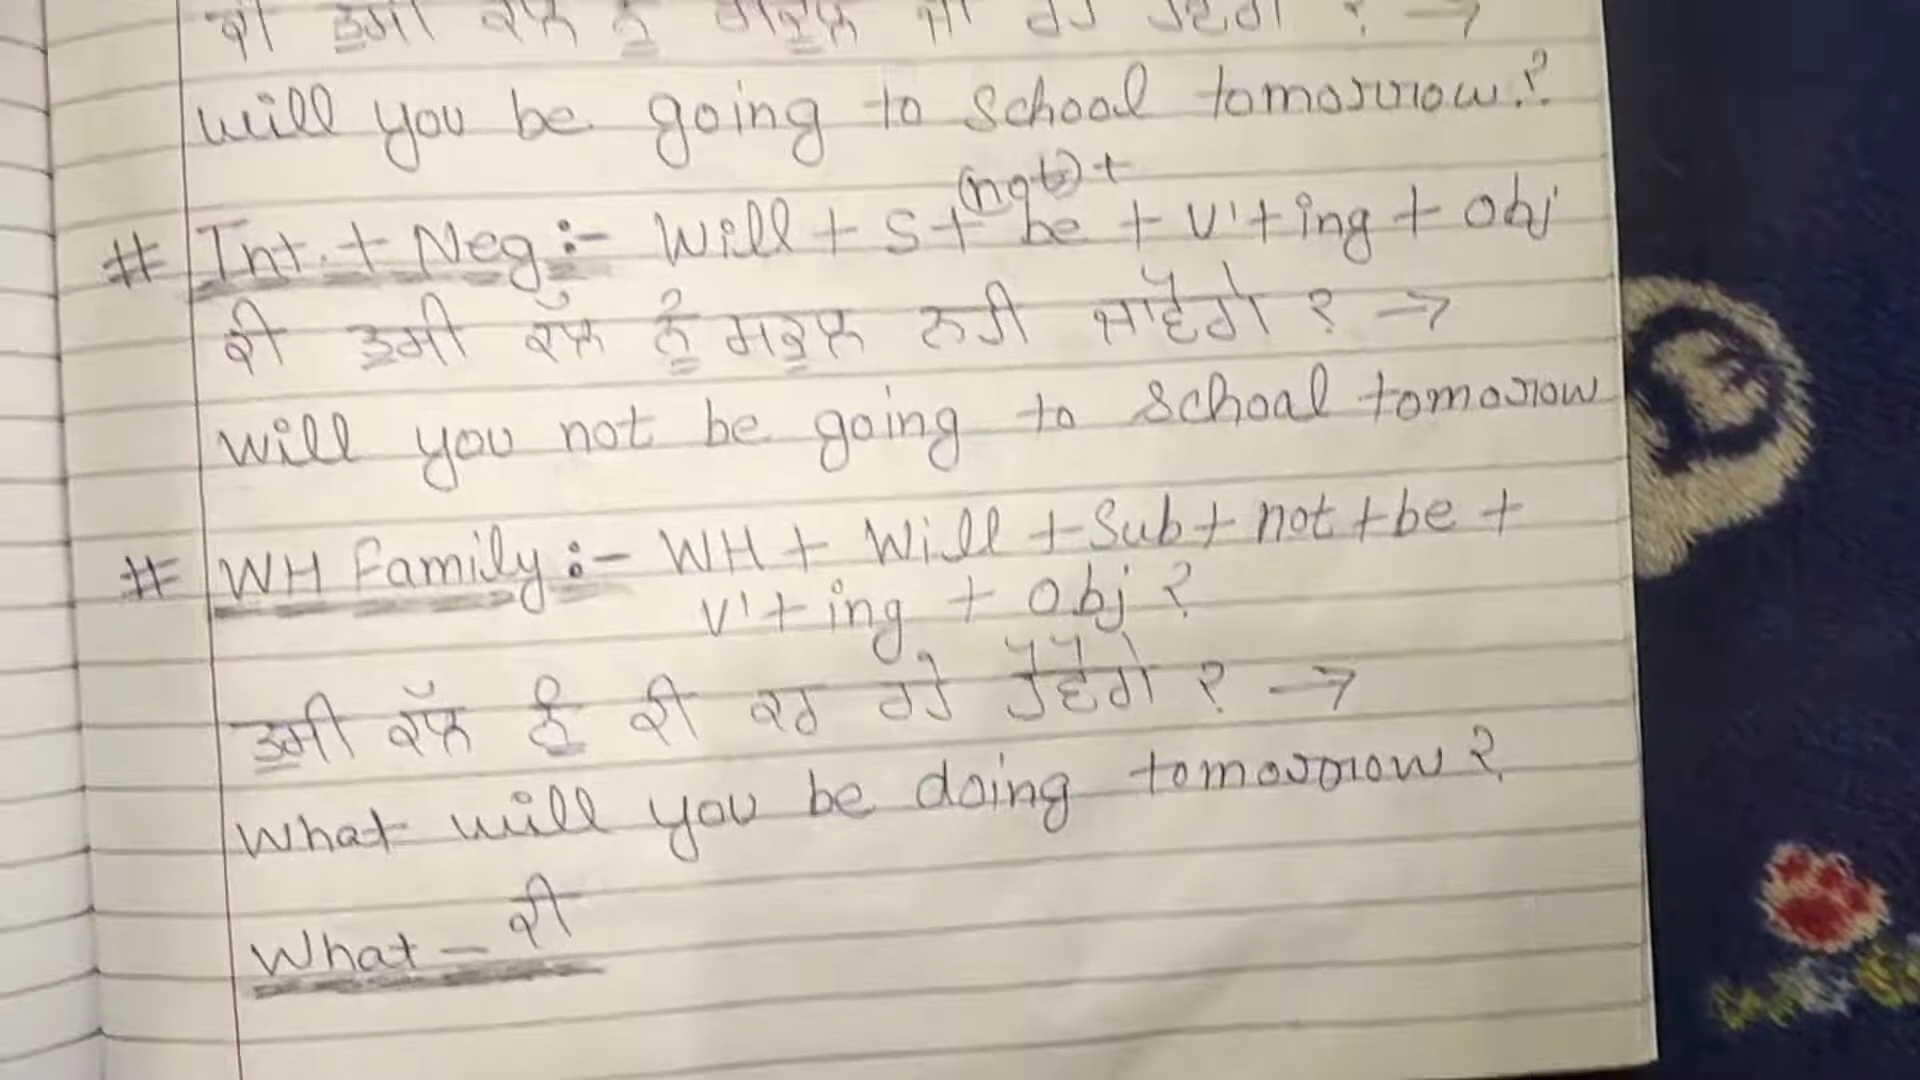 ਕੀ ਤੁਸੀਂ ਕੱਲ ਨੂੰ ਸਕੂਲ ਜਾ ਰਹੇ ? →
will you be going to school tomorrow?
# Int. + Neg :- Will + S + (not) + be + V' + ing + obj
ਕੀ ਤੁਸੀ ਕੱਲ ਨੂੰ ਸਕੂਲ ਨਹੀ ਜਾਵੋਗੇ ? →
will you not be going to school tomorrow
# WH Family :- WH + Will + Sub + not + be +
V' + ing + Obj ?
ਤੁਸੀ ਕੱਲ ਨੂੰ ਕੀ ਕਰ ਰਹੇ ਹੋਵੋਗੇ ? →
What will you be doing tomorrow ?
What - ਕੀ